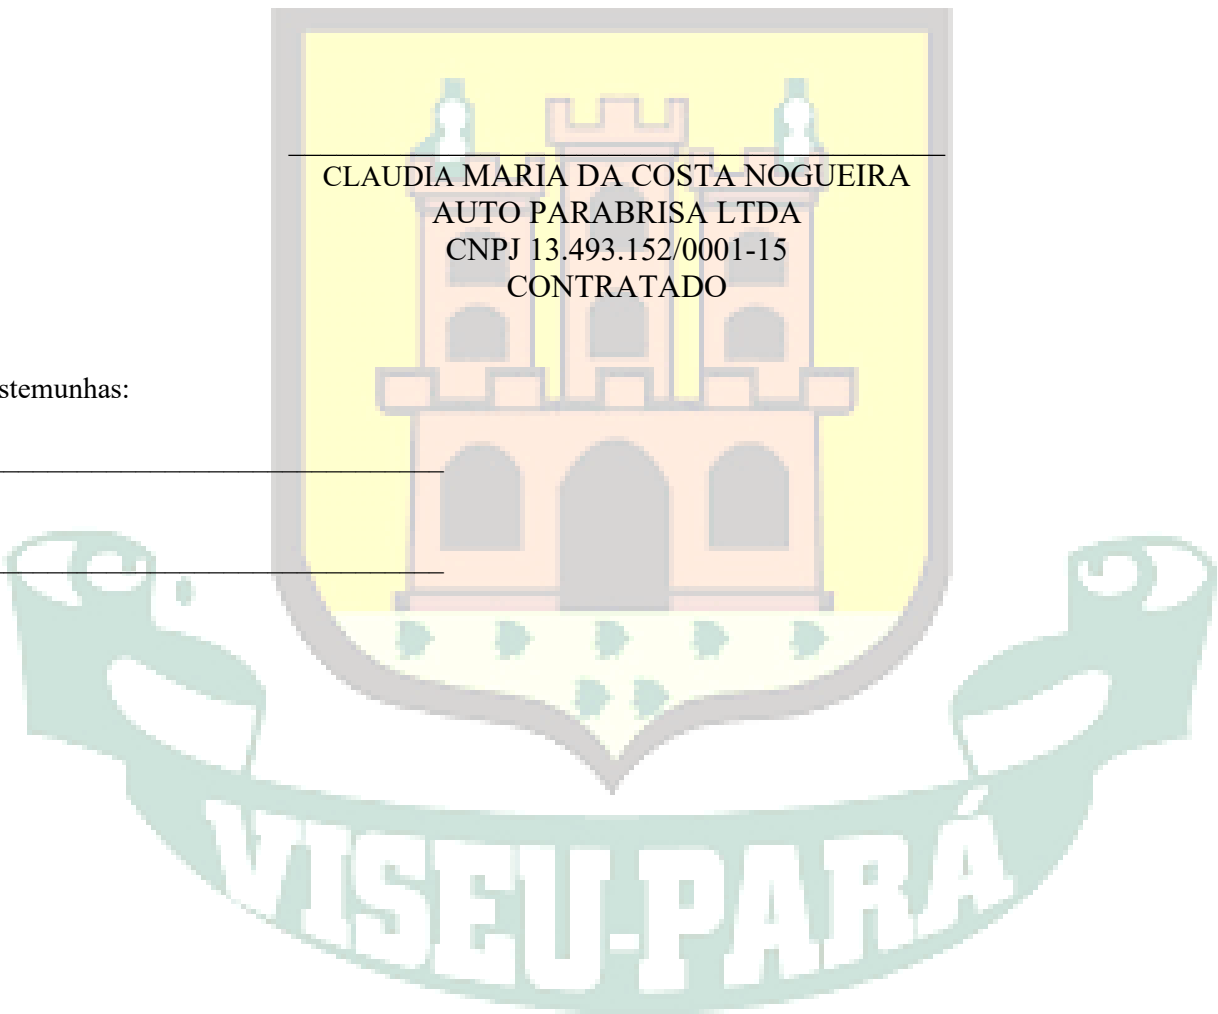 CLAUDIA MARIA DA COSTA NOGUEIRA
AUTO PARABRISA LTDA
CNPJ 13.493.152/0001-15
CONTRATADO
stemunhas:
VISEU-PARÁ